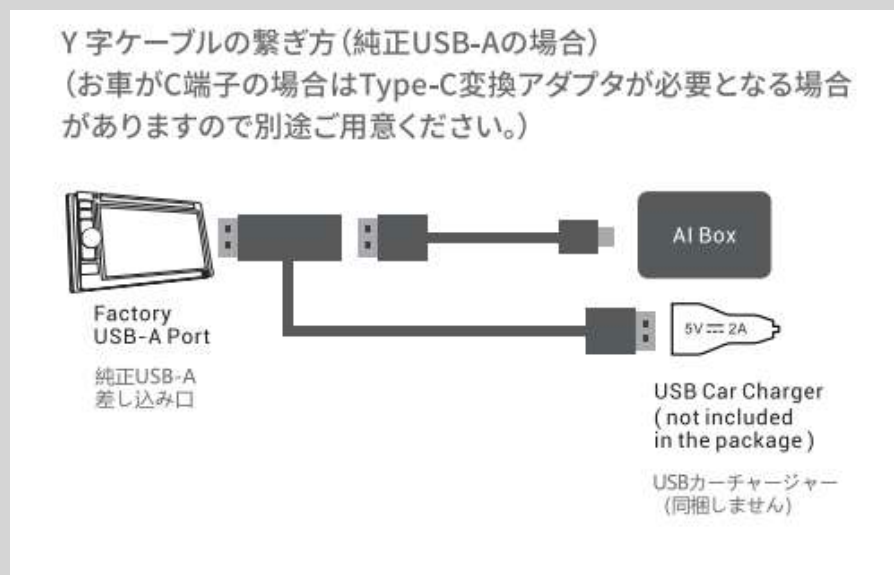 Y 字ケーブルの繋ぎ方(純正USB-Aの場合)
(お車がC端子の場合はType-C変換アダプタが必要となる場合
がありますので別途ご用意ください。)
AI Box
Factory
USB-A Port
純正USB-A
差し込み口
5V ⎓ 2A
USB Car Charger
( not included
in the package )
USBカーチャージャー
(同梱しません)